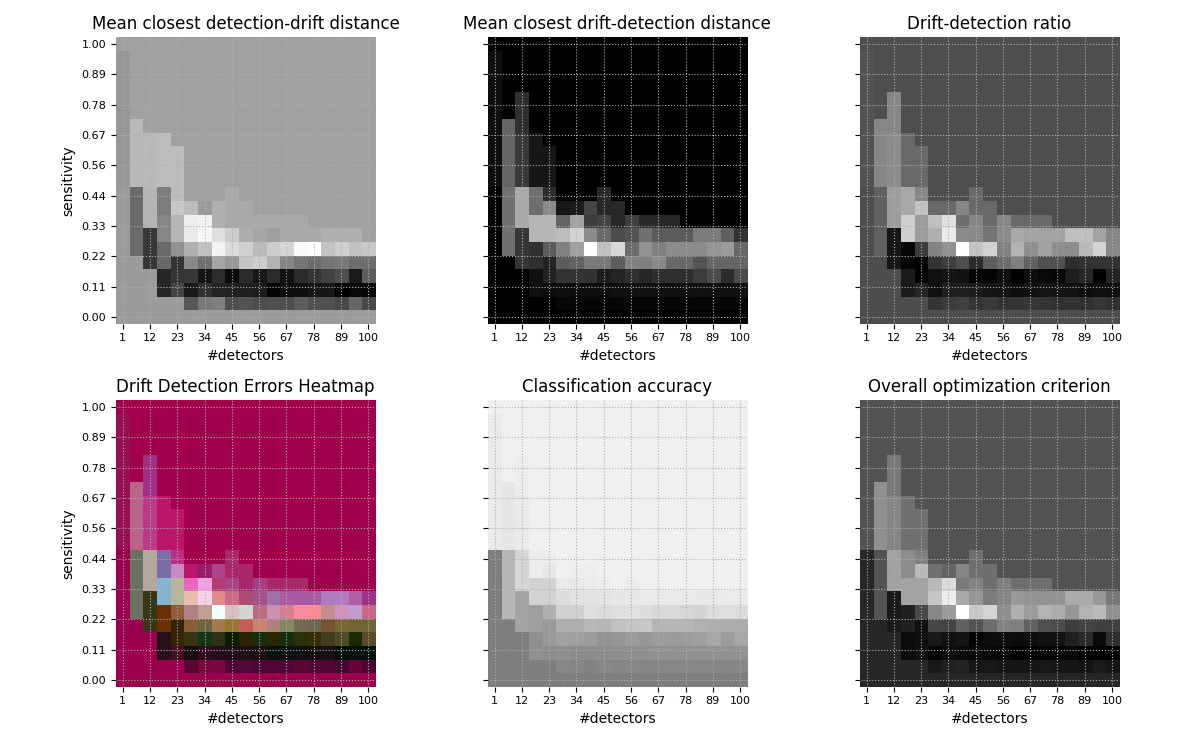 Mean closest detection-drift distance
Mean closest drift-detection distance
Drift-detection ratio
sensitivity
1.00
0.89
0.78
0.67
0.56
0.44
0.33
0.22
0.11
0.00
1 12 23 34 45 56 67 78 89 100
1 12 23 34 45 56 67 78 89 100
1 12 23 34 45 56 67 78 89 100
#detectors
#detectors
#detectors
Drift Detection Errors Heatmap
Classification accuracy
Overall optimization criterion
sensitivity
1.00
0.89
0.78
0.67
0.56
0.44
0.33
0.22
0.11
0.00
1 12 23 34 45 56 67 78 89 100
1 12 23 34 45 56 67 78 89 100
1 12 23 34 45 56 67 78 89 100
#detectors
#detectors
#detectors